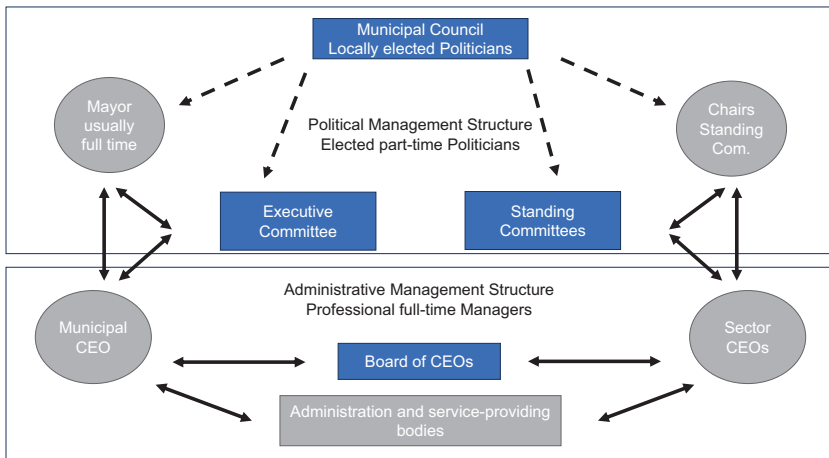 Municipal Council
Locally elected Politicians
Mayor
usually
full time
Chairs
Standing
Com.
Political Management Structure
Elected part-time Politicians
Executive
Committee
Standing
Committees
Administrative Management Structure
Professional full-time Managers
Municipal
CEO
Sector
CEOs
Board of CEOs
Administration and service-providing
bodies